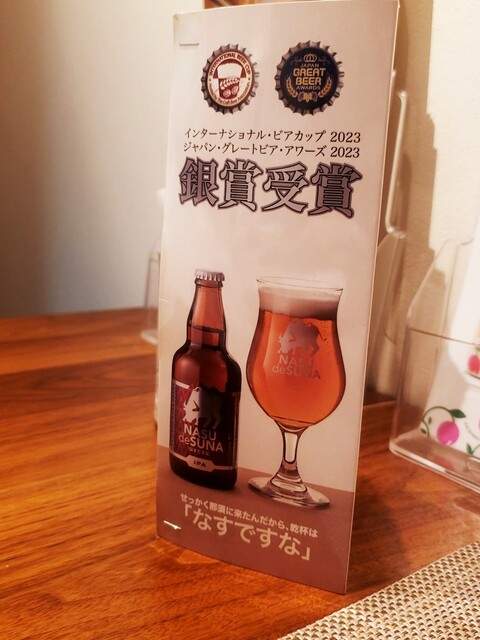 INTERNATIONAL BEER CUP
JAPAN
GREAT
BEER
AWARDS
インターナショナル・ビアカップ 2023
ジャパン・グレートビア・アワーズ 2023
銀賞受賞
NASU
deSUNA
NASU
deSUNA
IPA
せっかく那須に来たんだから、乾杯は
「なすですな」